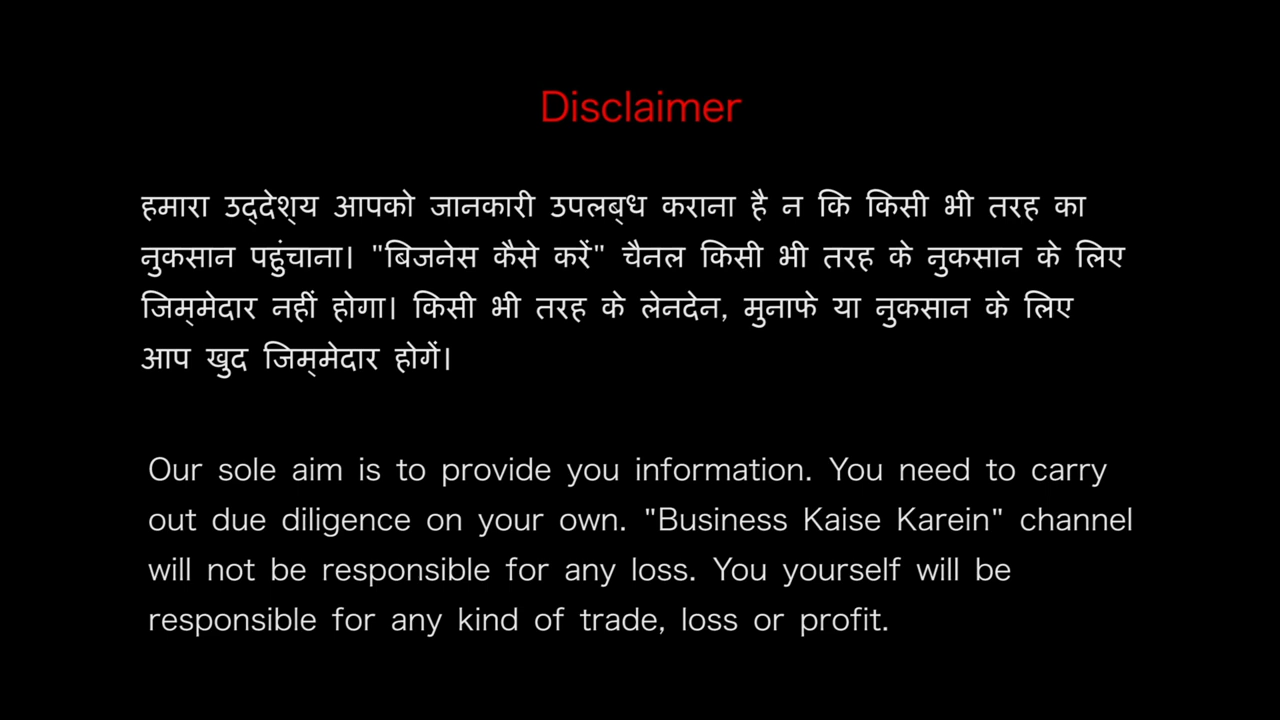 Disclaimer
हमारा उद्देश्य आपको जानकारी उपलब्ध कराना है न कि किसी भी तरह का
नुकसान पहुंचाना। "बिजनेस कैसे करें" चैनल किसी भी तरह के नुकसान के लिए
जिम्मेदार नहीं होगा। किसी भी तरह के लेनदेन, मुनाफे या नुकसान के लिए
आप खुद जिम्मेदार होगें।
Our sole aim is to provide you information. You need to carry
out due diligence on your own. "Business Kaise Karein" channel
will not be responsible for any loss. You yourself will be
responsible for any kind of trade, loss or profit.